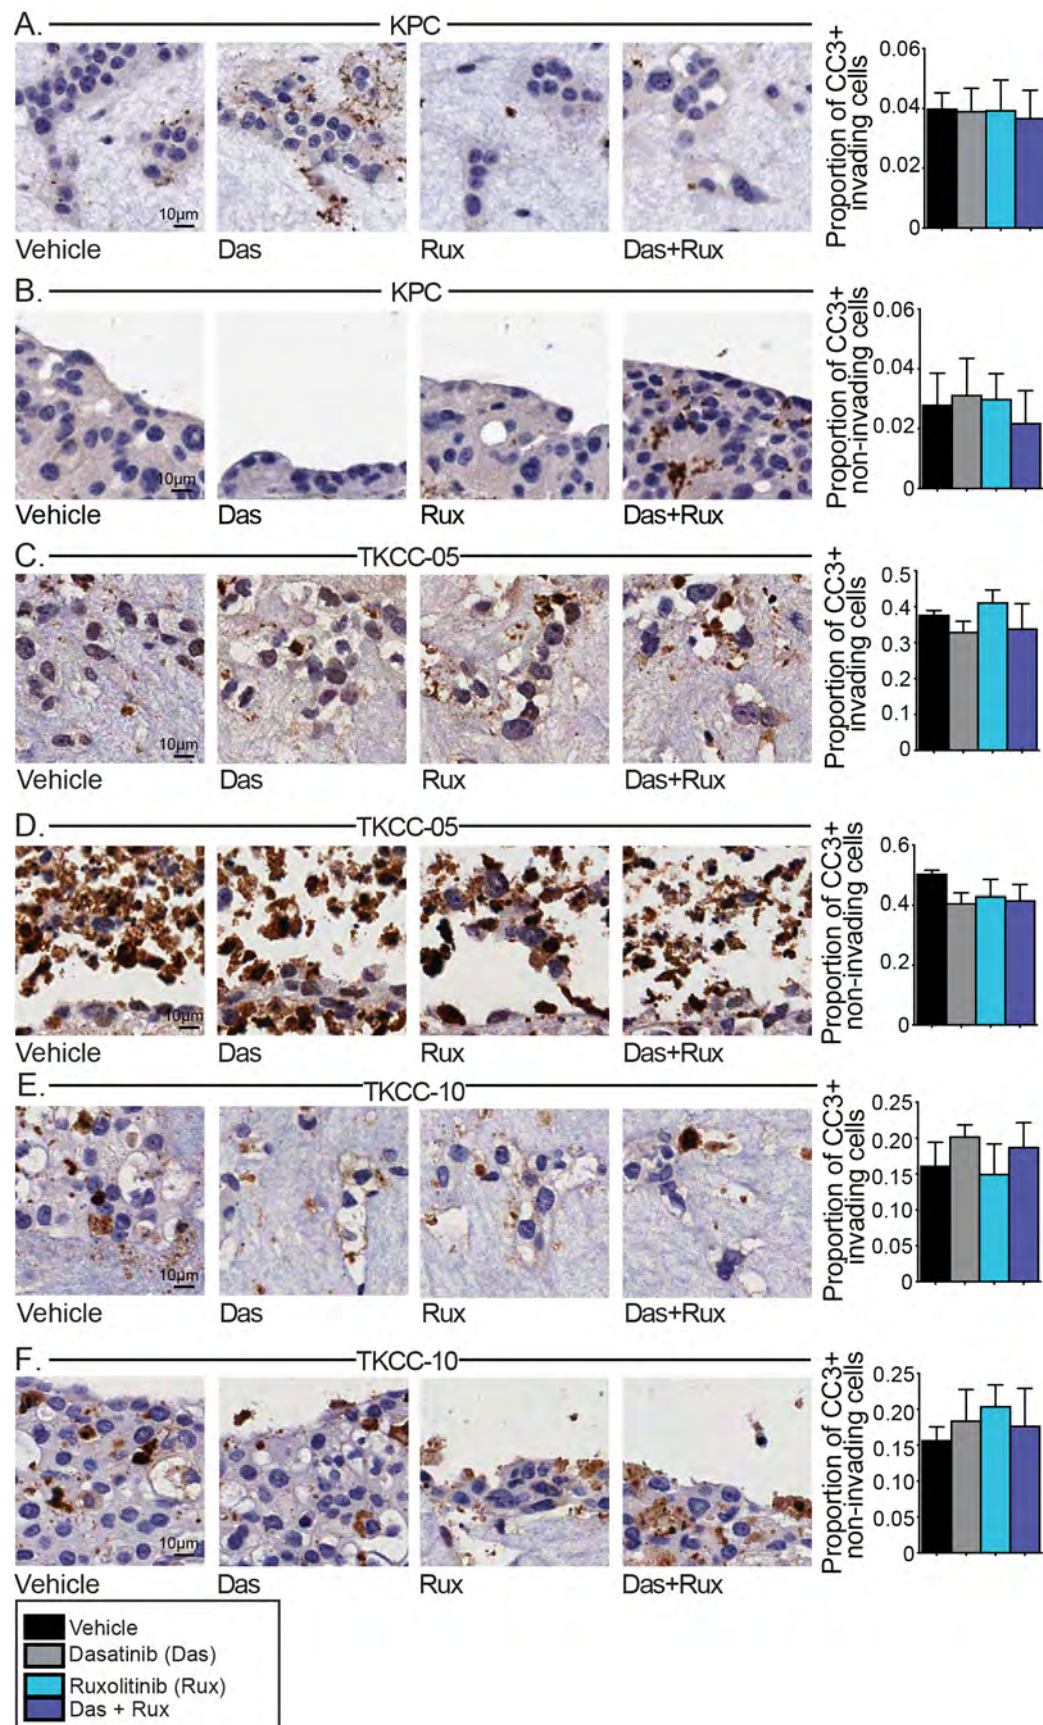 A. KPC
10µm
Vehicle Das Rux Das+Rux
Proportion of CC3+
invading cells
0.06
0.04
0.02
0
B. KPC
10µm
Vehicle Das Rux Das+Rux
Proportion of CC3+
non-invading cells
0.06
0.04
0.02
0
C. TKCC-05
10µm
Vehicle Das Rux Das+Rux
Proportion of CC3+
invading cells
0.5
0.4
0.3
0.2
0.1
0
D. TKCC-05
10µm
Vehicle Das Rux Das+Rux
Proportion of CC3+
non-invading cells
0.6
0.4
0.2
0
E. TKCC-10
10µm
Vehicle Das Rux Das+Rux
Proportion of CC3+
invading cells
0.25
0.20
0.15
0.10
0.05
0
F. TKCC-10
10µm
Vehicle Das Rux Das+Rux
Proportion of CC3+
non-invading cells
0.25
0.20
0.15
0.10
0.05
0
Vehicle
Dasatinib (Das)
Ruxolitinib (Rux)
Das + Rux